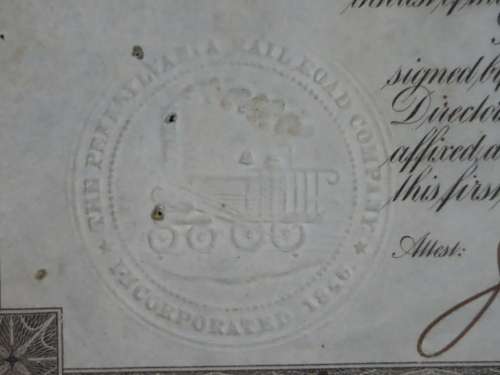 THE PENNSYLVANIA RAILROAD COMPANY
INCORPORATED 1846
signed by
Director
affixed, a
this first
Attest: